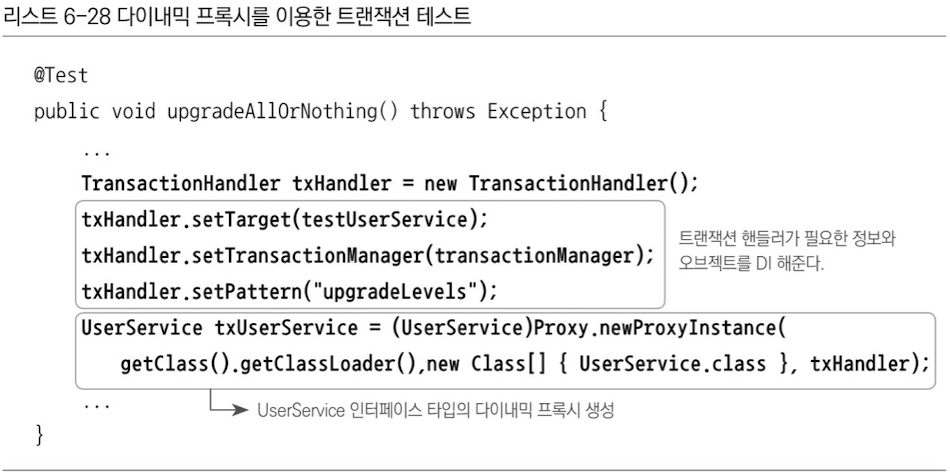 리스트 6-28 다이내믹 프록시를 이용한 트랜잭션 테스트
@Test
public void upgradeAllOrNothing() throws Exception {
...
TransactionHandler txHandler = new TransactionHandler();
txHandler.setTarget(testUserService);
txHandler.setTransactionManager(transactionManager);
txHandler.setPattern("upgradeLevels");
트랜잭션 핸들러가 필요한 정보와
오브젝트를 DI 해준다.
UserService txUserService = (UserService)Proxy.newProxyInstance(
getClass().getClassLoader(),new Class[] { UserService.class }, txHandler);
...
UserService 인터페이스 타입의 다이내믹 프록시 생성
}